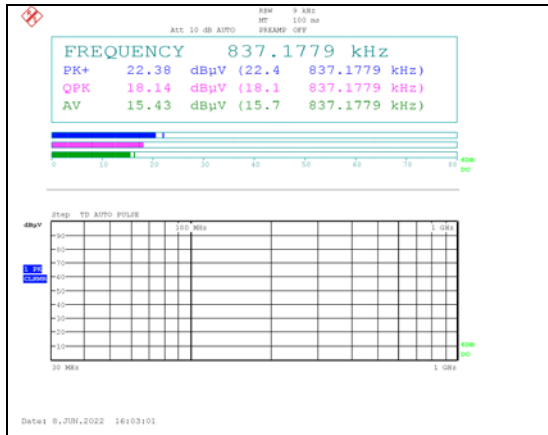 RBW 9 kHz
MT 100 ms
Att 10 dB AUTO PREAMP OFF
FREQUENCY 837.1779 kHz
PK+ 22.38 dBµV (22.4 837.1779 kHz)
QPK 18.14 dBµV (18.1 837.1779 kHz)
AV 15.43 dBµV (15.7 837.1779 kHz)
0 10 20 30 40 50 60 70 80
6DB
DC
Step TD AUTO PULSE
dBµV
100 MHz 1 GHz
90
80
70
1 PK
CLRWR
60
50
40
30
20
10
6DB
DC
30 MHz 1 GHz
Date: 8.JUN.2022 16:03:01